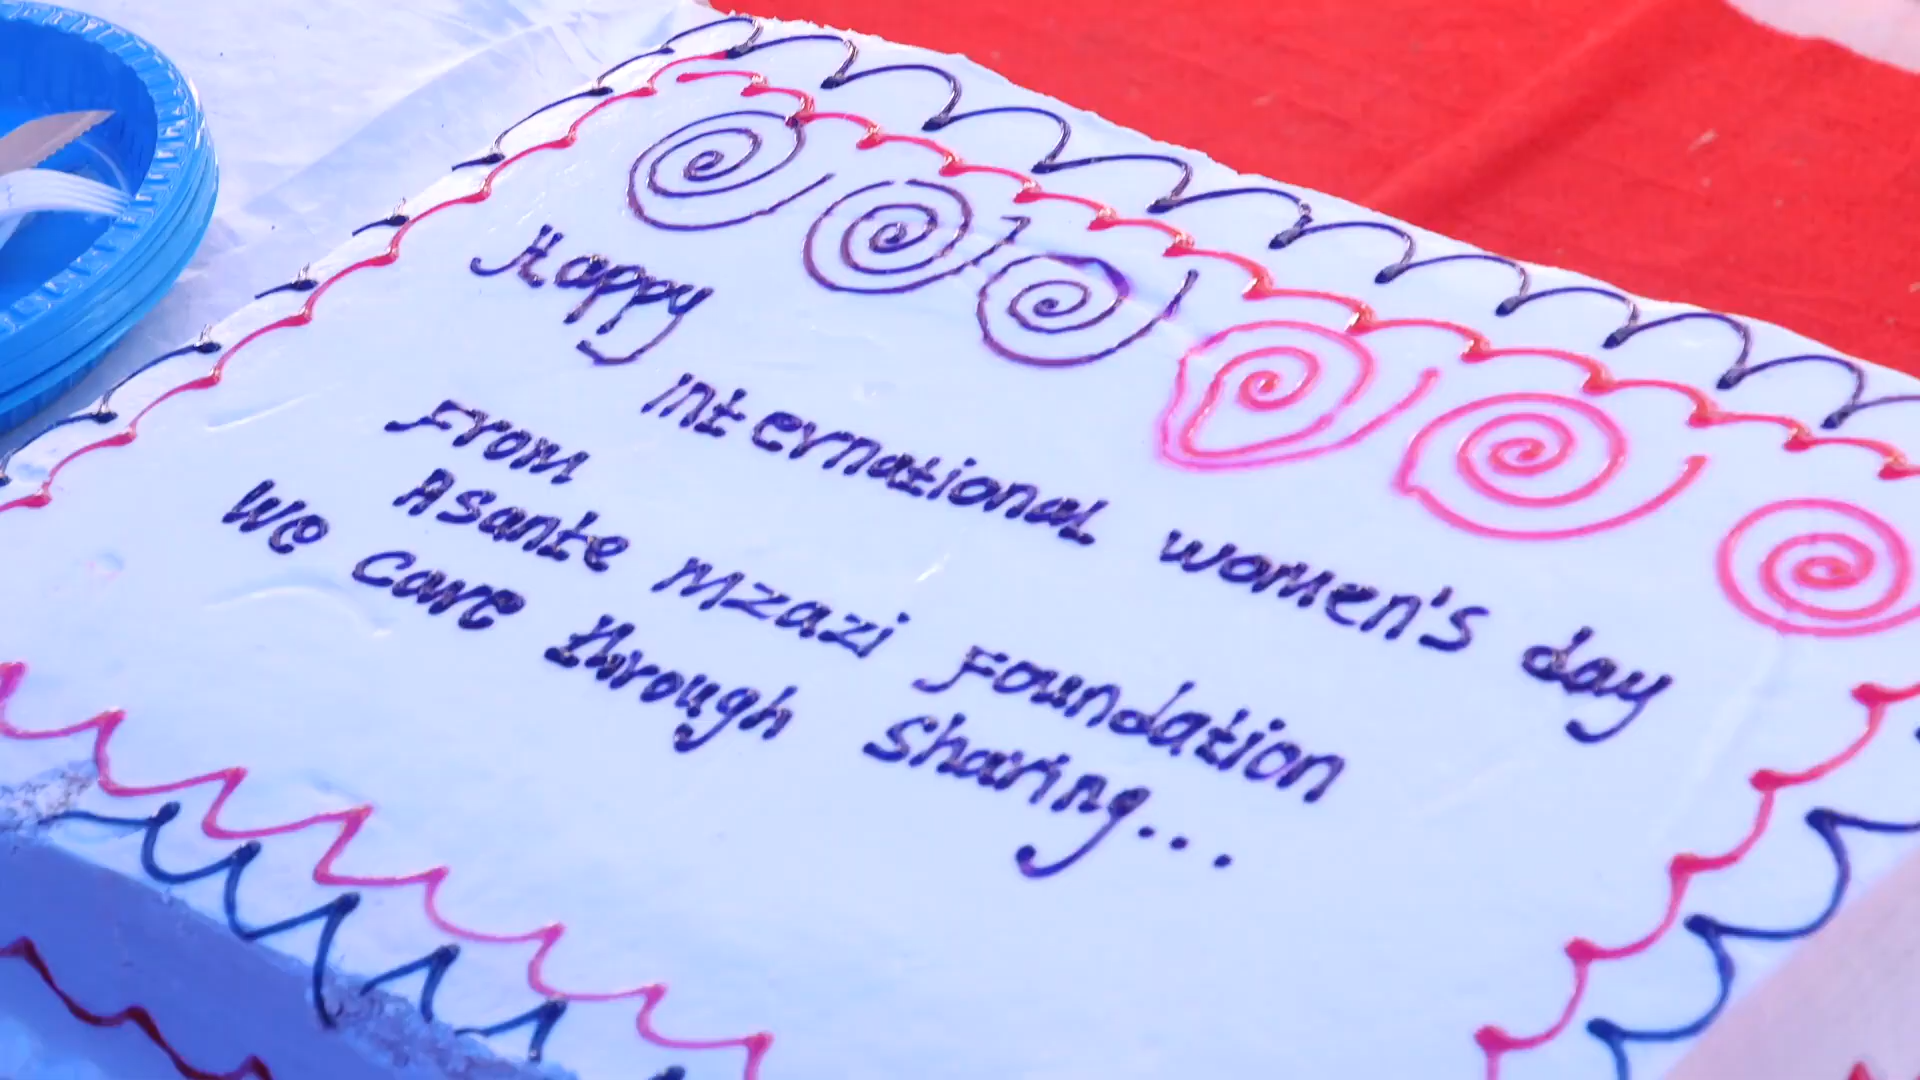 Happy
international women's day
From
Asante Mzazi Foundation
We Care through Sharing...